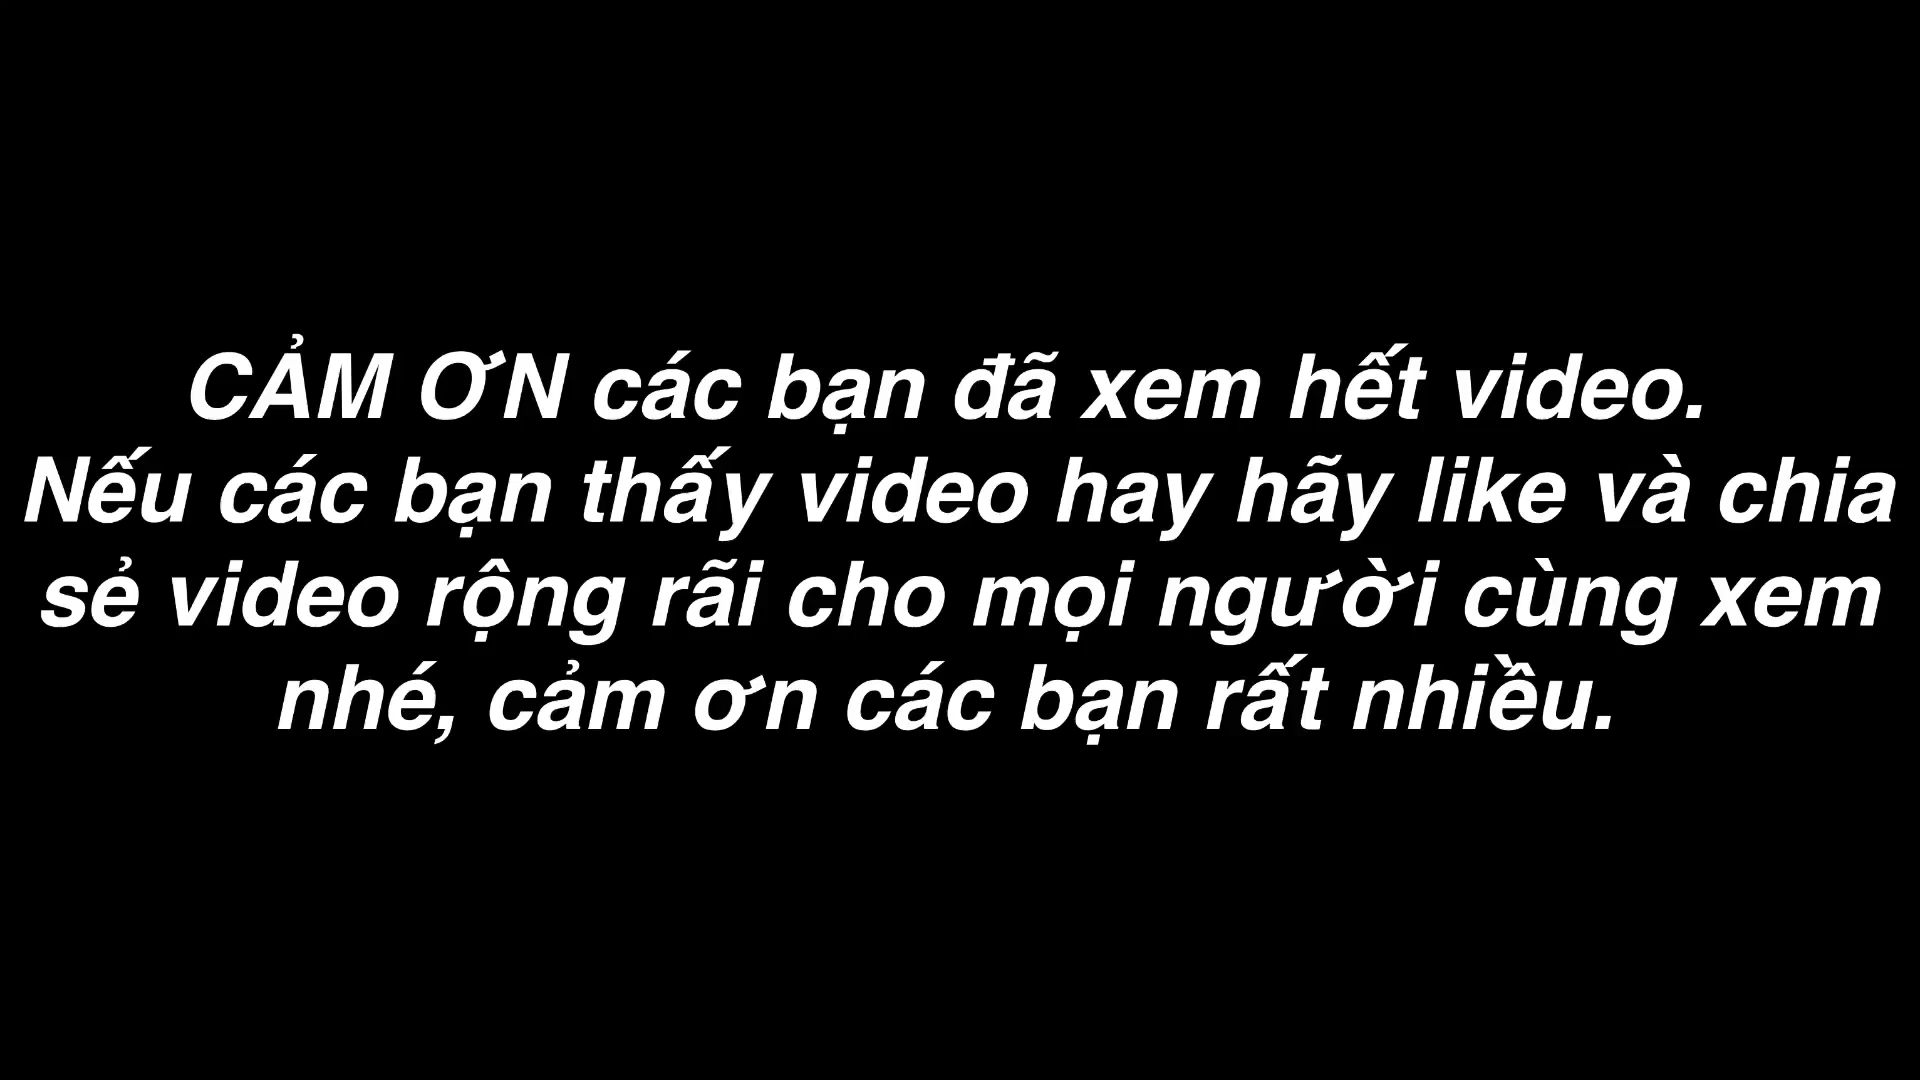 CẢM ƠN các bạn đã xem hết video.
Nếu các bạn thấy video hay hãy like và chia
sẻ video rộng rãi cho mọi người cùng xem
nhé, cảm ơn các bạn rất nhiều.